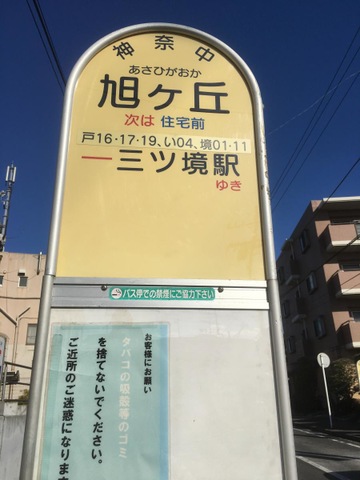 神奈中
あさひがおか
旭ヶ丘
次は 住宅前
戸16・17・19、い04、境01・11
三ツ境駅
ゆき
バス停での禁煙にご協力下さい
お客様にお願い
タバコの吸殻等のゴミ
を捨てないでください。
ご近所のご迷惑になります